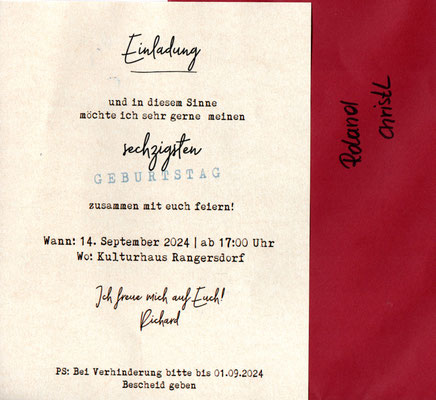 Einladung
und in diesem Sinne
möchte ich sehr gerne meinen
sechzigsten
GEBURTSTAG
zusammen mit euch feiern!
Wann: 14. September 2024 | ab 17:00 Uhr
Wo: Kulturhaus Rangersdorf
Ich freue mich auf Euch!
Richard
PS: Bei Verhinderung bitte bis 01.09.2024
Bescheid geben
Roland
Christl